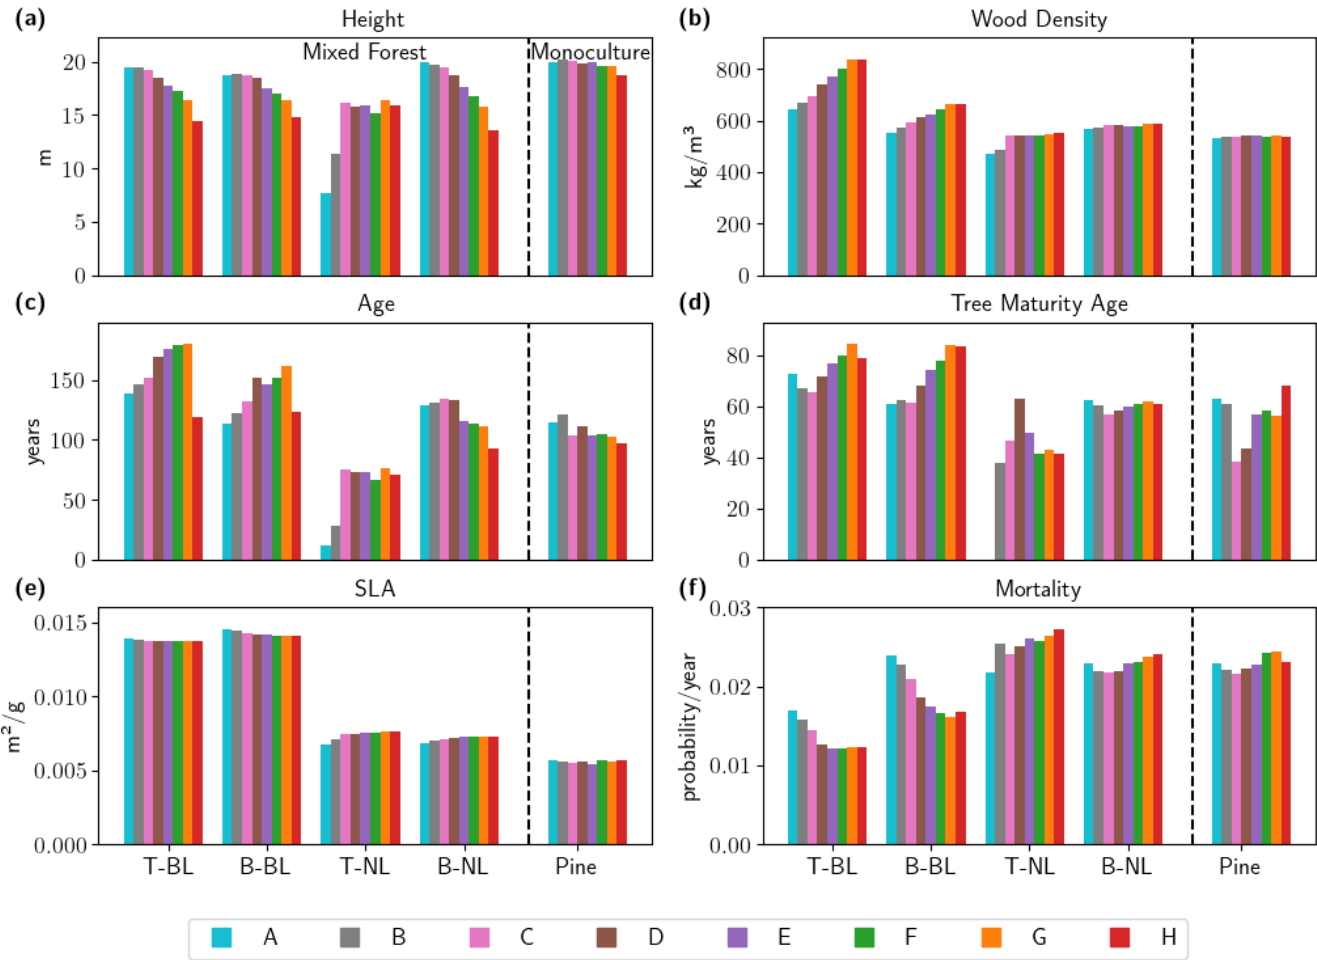 (a) Height
Mixed Forest Monoculture
20
15
10
5
0
m
(b) Wood Density
800
600
400
200
0
kg/m³
(c) Age
150
100
50
0
years
(d) Tree Maturity Age
80
60
40
20
0
years
(e) SLA
0.015
0.010
0.005
0.000
m²/g
T-BL B-BL T-NL B-NL Pine
(f) Mortality
0.03
0.02
0.01
0.00
probability/year
T-BL B-BL T-NL B-NL Pine
A B C D E F G H